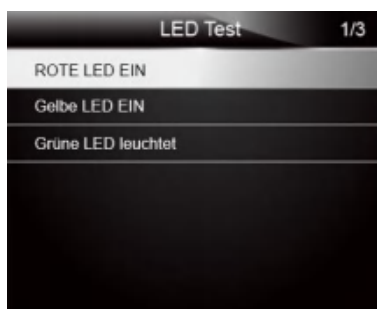 LED Test 1/3
ROTE LED EIN
Gelbe LED EIN
Grüne LED leuchtet